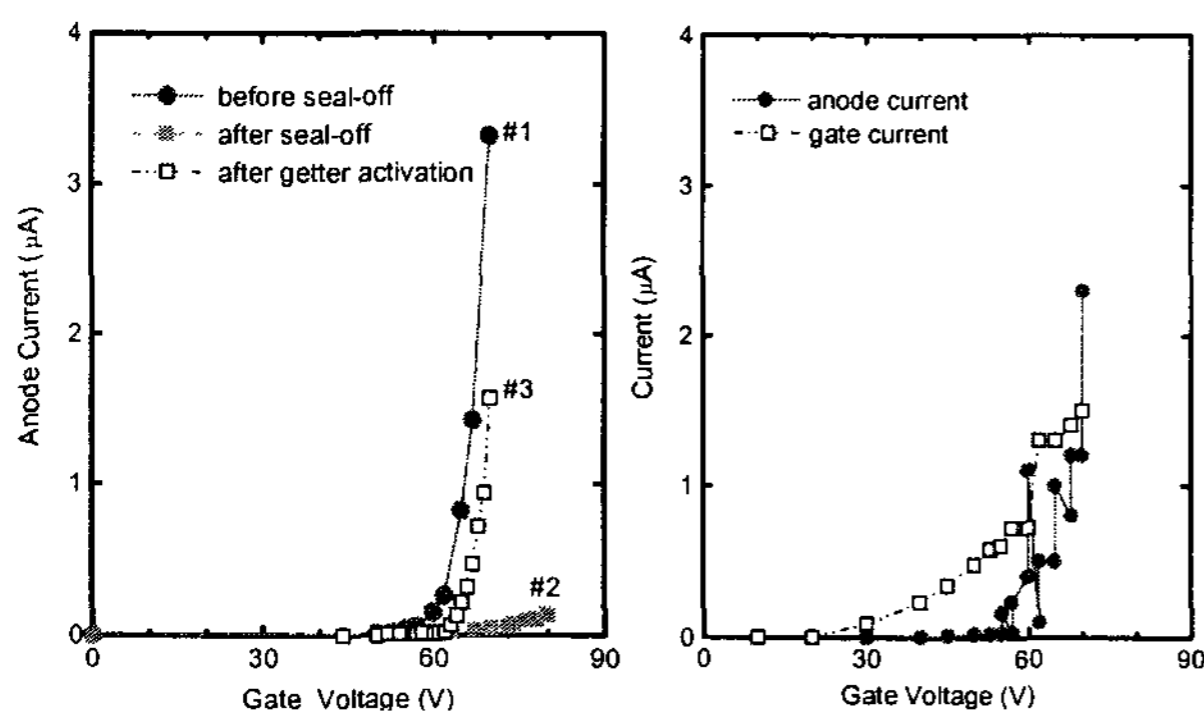 4
3
2
1
0
0
30
60
90
Anode Current (µA)
Gate Voltage (V)
before seal-off
after seal-off
after getter activation
#1
#3
#2
4
3
2
1
0
0
30
60
90
Current (µA)
Gate Voltage (V)
anode current
gate current